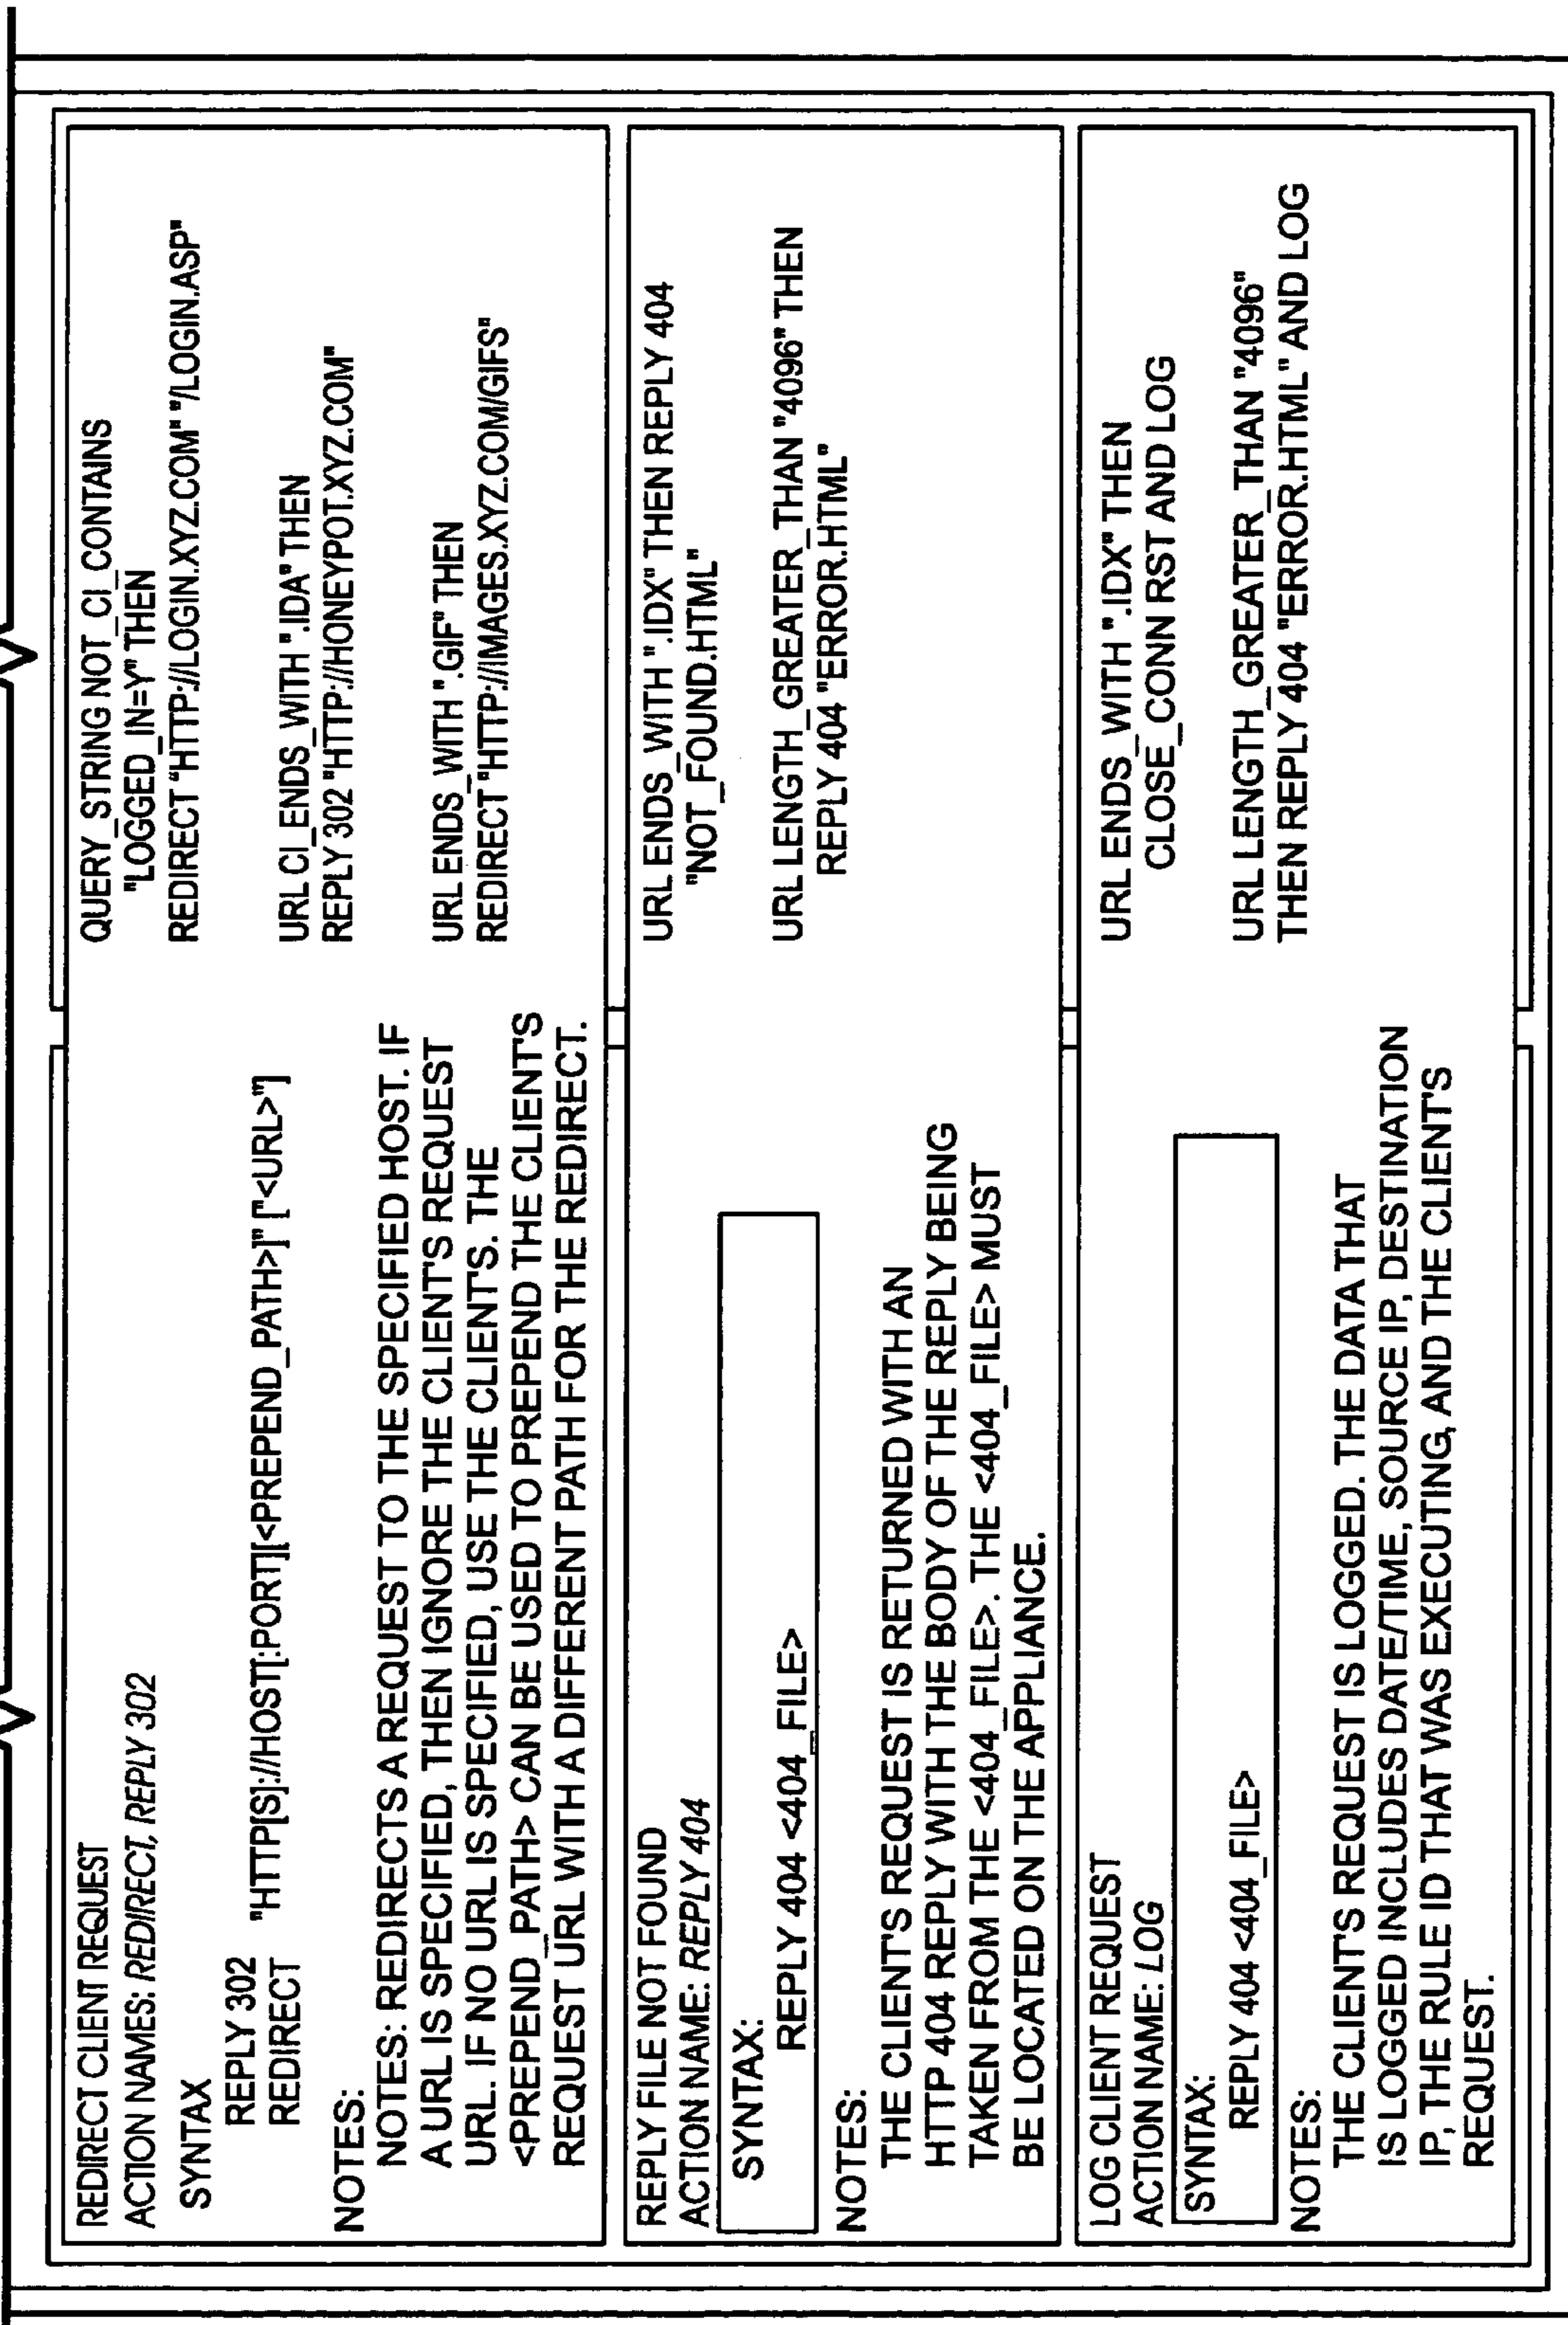 REDIRECT CLIENT REQUEST
ACTION NAMES: REDIRECT, REPLY 302
SYNTAX
REPLY 302
REDIRECT
"HTTP[S]://HOST[:PORT][<PREPEND_PATH>]" ["<URL>"]
NOTES:
NOTES: REDIRECTS A REQUEST TO THE SPECIFIED HOST. IF
A URL IS SPECIFIED, THEN IGNORE THE CLIENT'S REQUEST
URL. IF NO URL IS SPECIFIED, USE THE CLIENT'S. THE
<PREPEND_PATH> CAN BE USED TO PREPEND THE CLIENT'S
REQUEST URL WITH A DIFFERENT PATH FOR THE REDIRECT.
QUERY_STRING NOT_CI_CONTAINS
"LOGGED_IN=Y" THEN
REDIRECT "HTTP://LOGIN.XYZ.COM" "/LOGIN.ASP"
URL CI_ENDS_WITH ".IDA" THEN
REPLY 302 "HTTP://HONEYPOT.XYZ.COM"
URL ENDS_WITH ".GIF" THEN
REDIRECT "HTTP://IMAGES.XYZ.COM/GIFS"
REPLY FILE NOT FOUND
ACTION NAME: REPLY 404
SYNTAX:
REPLY 404 <404_FILE>
NOTES:
THE CLIENT'S REQUEST IS RETURNED WITH AN
HTTP 404 REPLY WITH THE BODY OF THE REPLY BEING
TAKEN FROM THE <404_FILE>. THE <404_FILE> MUST
BE LOCATED ON THE APPLIANCE.
URL ENDS_WITH ".IDX" THEN REPLY 404
"NOT_FOUND.HTML"
URL LENGTH_GREATER_THAN "4096" THEN
REPLY 404 "ERROR.HTML"
LOG CLIENT REQUEST
ACTION NAME: LOG
SYNTAX:
REPLY 404 <404_FILE>
NOTES:
THE CLIENT'S REQUEST IS LOGGED. THE DATA THAT
IS LOGGED INCLUDES DATE/TIME, SOURCE IP, DESTINATION
IP, THE RULE ID THAT WAS EXECUTING, AND THE CLIENT'S
REQUEST.
URL ENDS_WITH ".IDX" THEN
CLOSE_CONN RST AND LOG
URL LENGTH_GREATER_THAN "4096"
THEN REPLY 404 "ERROR.HTML" AND LOG